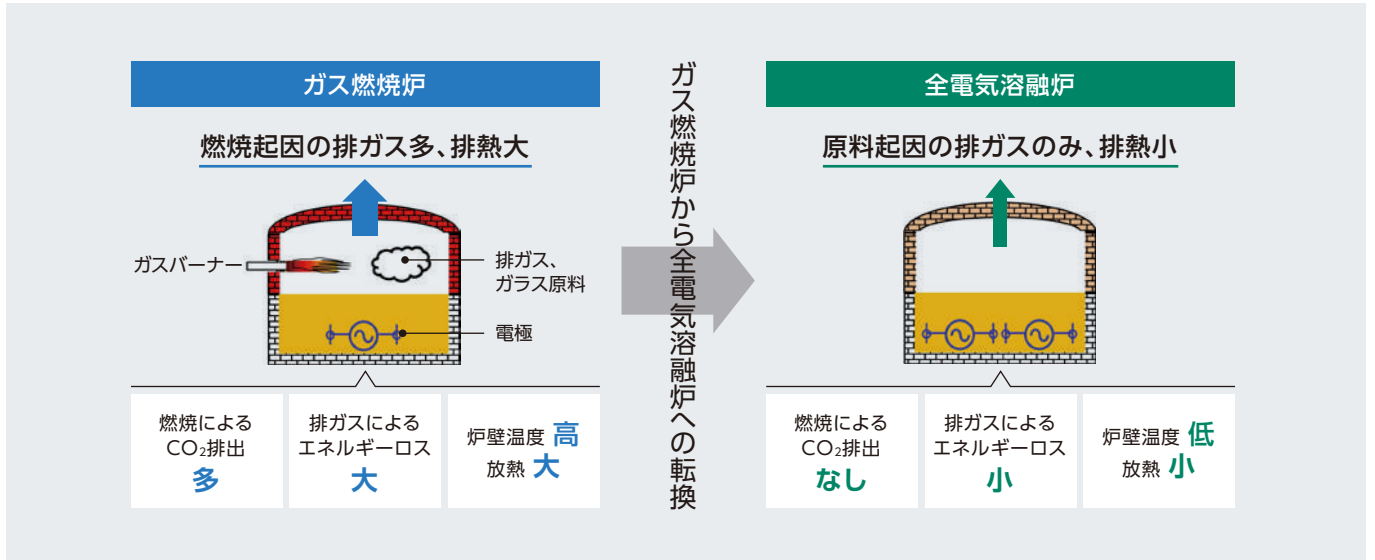 ガス燃焼炉
燃焼起因の排ガス多、排熱大
ガスバーナー
排ガス、
ガラス原料
電極
燃焼による
CO₂排出
多
排ガスによる
エネルギーロス
大
炉壁温度 高
放熱 大
ガス燃焼炉から全電気溶融炉への転換
全電気溶融炉
原料起因の排ガスのみ、排熱小
燃焼による
CO₂排出
なし
排ガスによる
エネルギーロス
小
炉壁温度 低
放熱 小